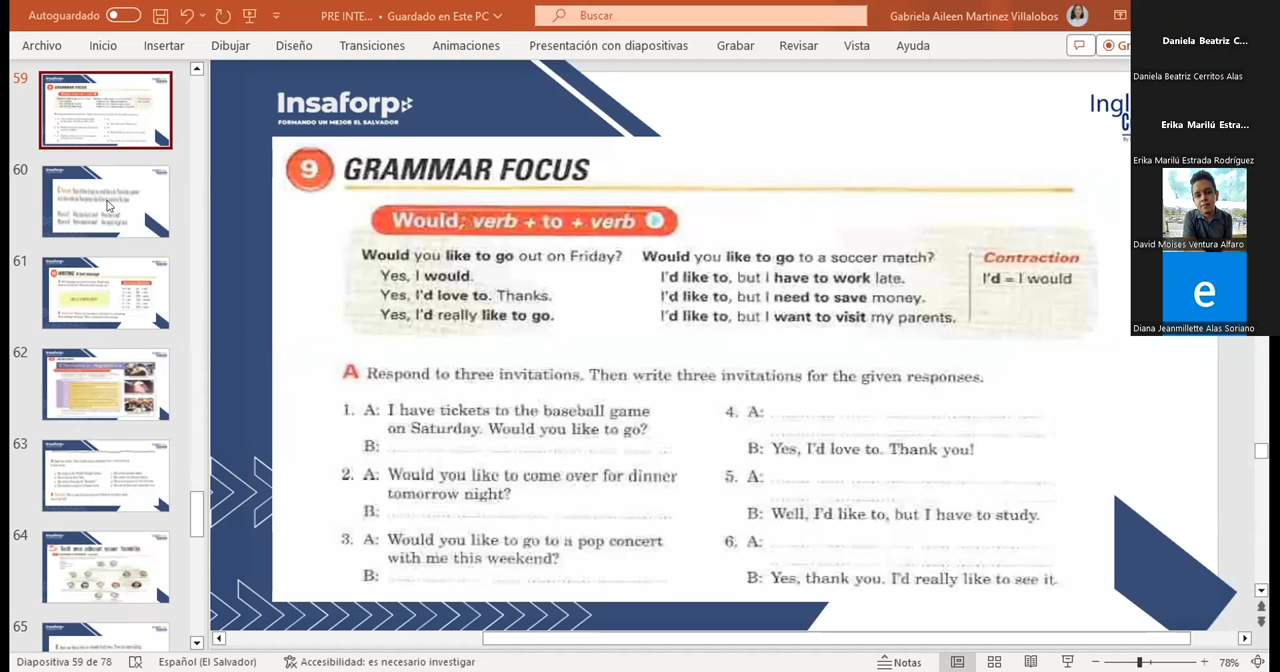 Autoguardado
PRE INTE... • Guardado en Este PC
Buscar
Gabriela Aileen Martinez Villalobos
Archivo Inicio Insertar Dibujar Diseño Transiciones Animaciones Presentación con diapositivas Grabar Revisar Vista Ayuda
Gr
Daniela Beatriz C...
Daniela Beatriz Cerritos Alas
Erika Marilú Estra...
Erika Marilú Estrada Rodríguez
David Moises Ventura Alfaro
e
Diana Jeanmillette Alas Soriano
59
60
61
62
63
64
65
GRAMMAR FOCUS
Tell me about your family.
Insaforp
FORMANDO UN MEJOR EL SALVADOR
Ingl
9 GRAMMAR FOCUS
Would; verb + to + verb
Would you like to go out on Friday?
Yes, I would.
Yes, I'd love to. Thanks.
Yes, I'd really like to go.
Would you like to go to a soccer match?
I'd like to, but I have to work late.
I'd like to, but I need to save money.
I'd like to, but I want to visit my parents.
Contraction
I'd = I would
A Respond to three invitations. Then write three invitations for the given responses.
1. A: I have tickets to the baseball game
on Saturday. Would you like to go?
B:
2. A: Would you like to come over for dinner
tomorrow night?
B:
3. A: Would you like to go to a pop concert
with me this weekend?
B:
4. A:
B: Yes, I'd love to. Thank you!
5. A:
B: Well, I'd like to, but I have to study.
6. A:
B: Yes, thank you. I'd really like to see it.
Diapositiva 59 de 78
Español (El Salvador)
Accesibilidad: es necesario investigar
Notas
78%